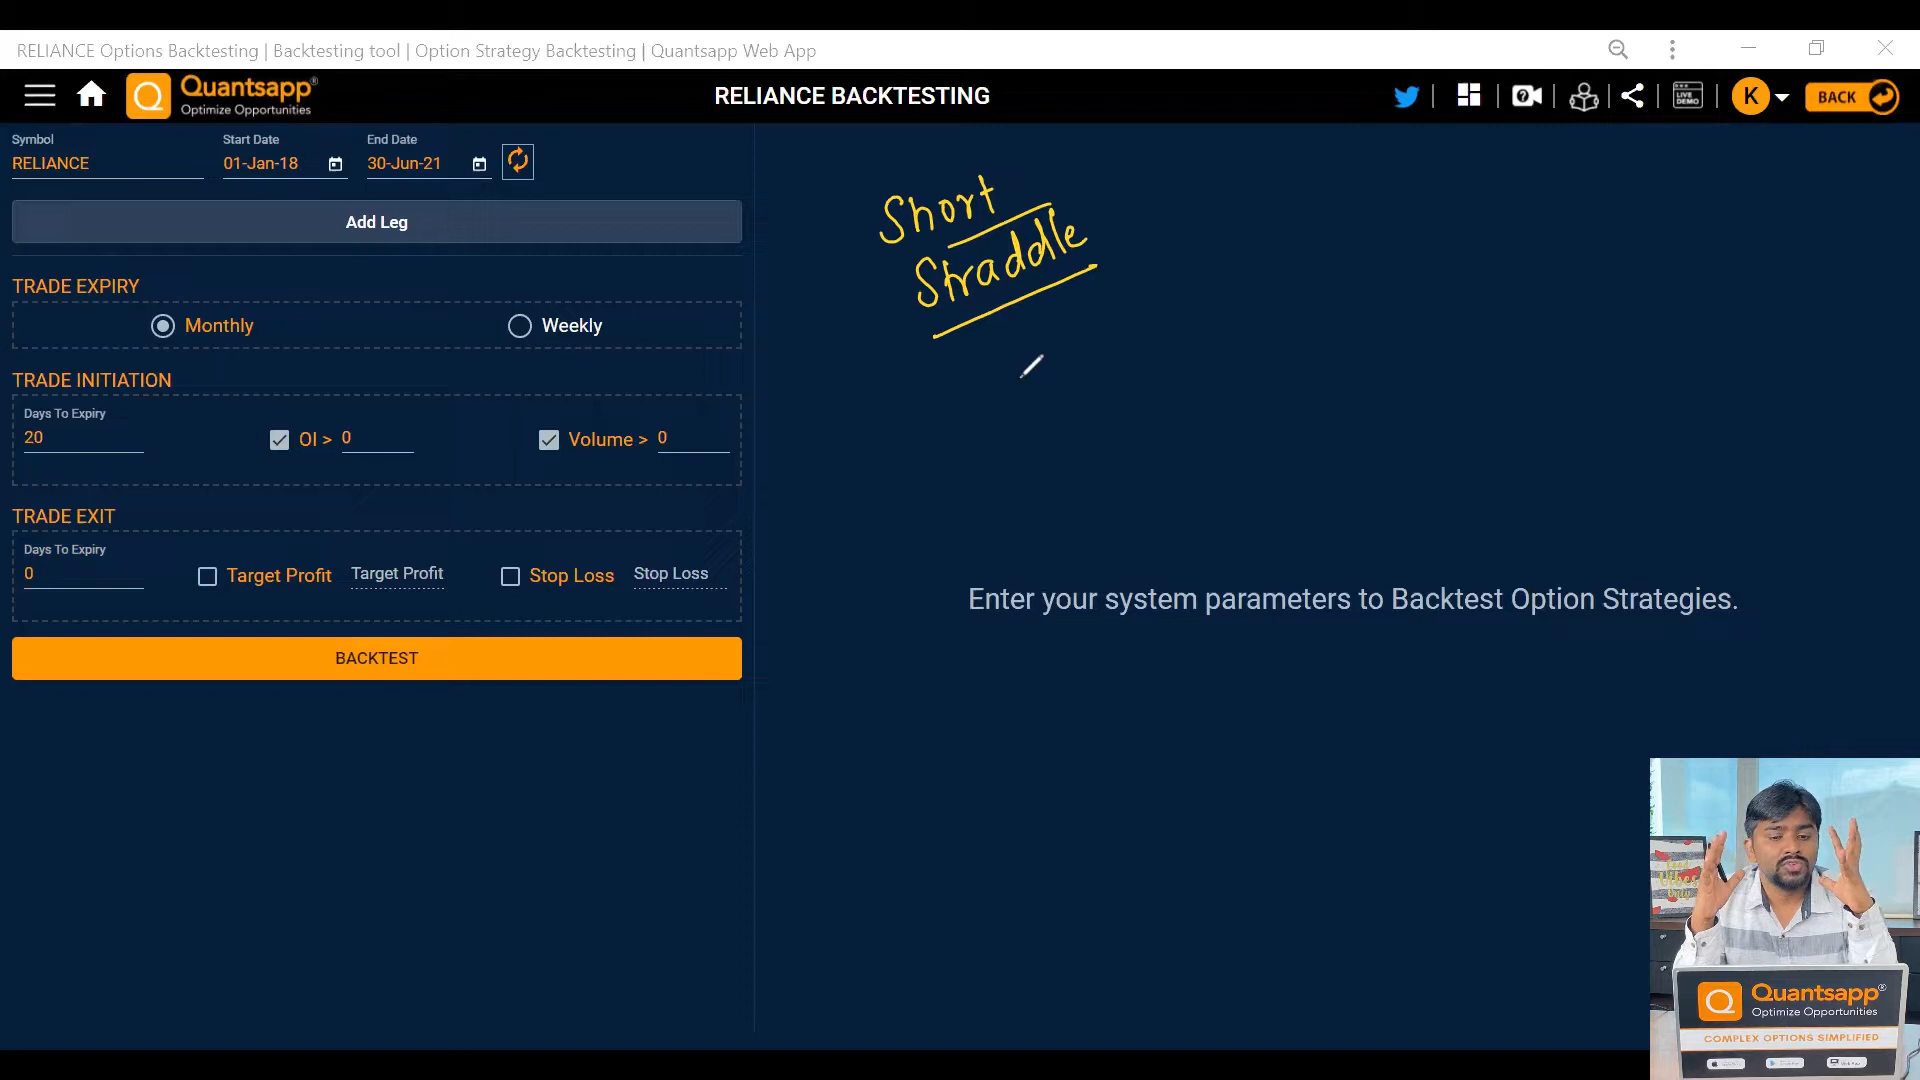 RELIANCE Options Backtesting | Backtesting tool | Option Strategy Backtesting | Quantsapp Web App
Quantsapp®
Optimize Opportunities
RELIANCE BACKTESTING
LIVE DEMO
K
BACK
Symbol
Start Date
End Date
RELIANCE
01-Jan-18
30-Jun-21
Add Leg
Short
Straddle
TRADE EXPIRY
Monthly
Weekly
TRADE INITIATION
Days To Expiry
20
OI > 0
Volume > 0
TRADE EXIT
Days To Expiry
0
Target Profit
Target Profit
Stop Loss
Stop Loss
BACKTEST
Enter your system parameters to Backtest Option Strategies.
Vibes
Only
Quantsapp®
Optimize Opportunities
COMPLEX OPTIONS SIMPLIFIED